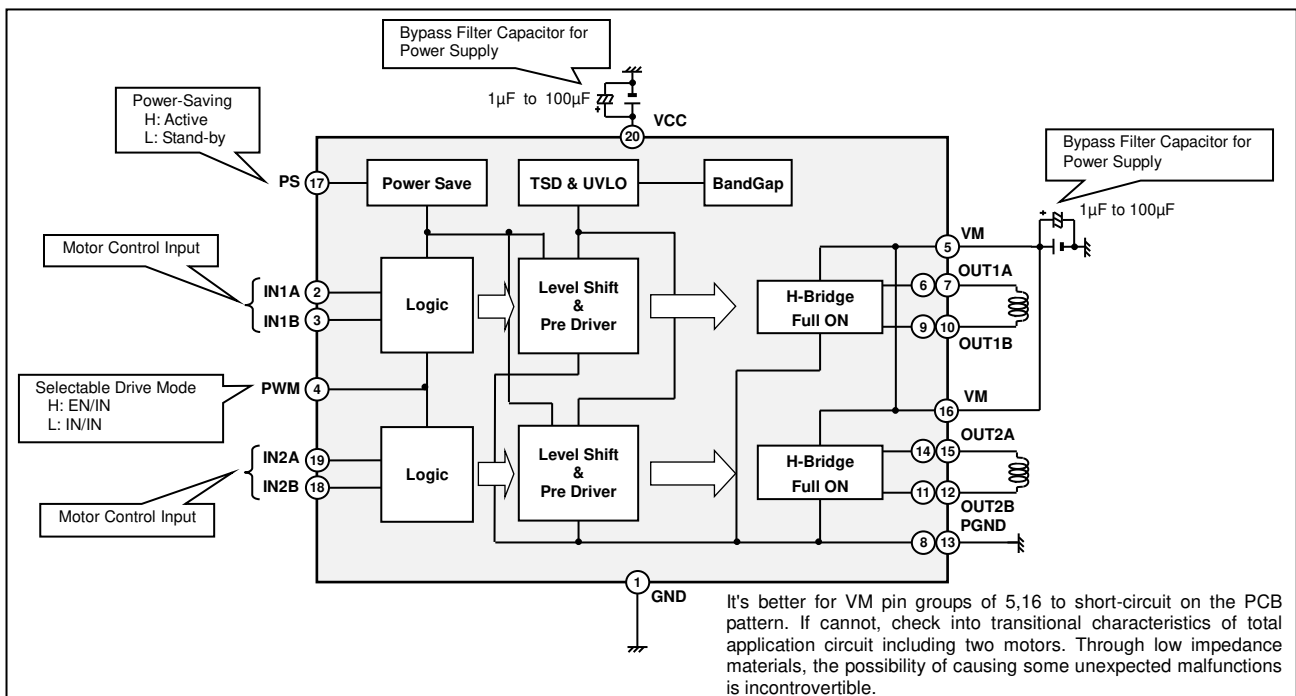 Bypass Filter Capacitor for
Power Supply
1µF to 100µF
Power-Saving
H: Active
L: Stand-by
VCC
20
Bypass Filter Capacitor for
Power Supply
1µF to 100µF
PS 17
Power Save
TSD & UVLO
BandGap
+
+
Motor Control Input
IN1A 2
IN1B 3
Logic
Level Shift
&
Pre Driver
H-Bridge
Full ON
5 VM
6 7 OUT1A
9 10 OUT1B
Selectable Drive Mode
H: EN/IN
L: IN/IN
PWM 4
16 VM
IN2A 19
IN2B 18
Motor Control Input
Logic
Level Shift
&
Pre Driver
H-Bridge
Full ON
14 15 OUT2A
11 12 OUT2B
8 13 PGND
1
GND
It's better for VM pin groups of 5,16 to short-circuit on the PCB
pattern. If cannot, check into transitional characteristics of total
application circuit including two motors. Through low impedance
materials, the possibility of causing some unexpected malfunctions
is incontrovertible.